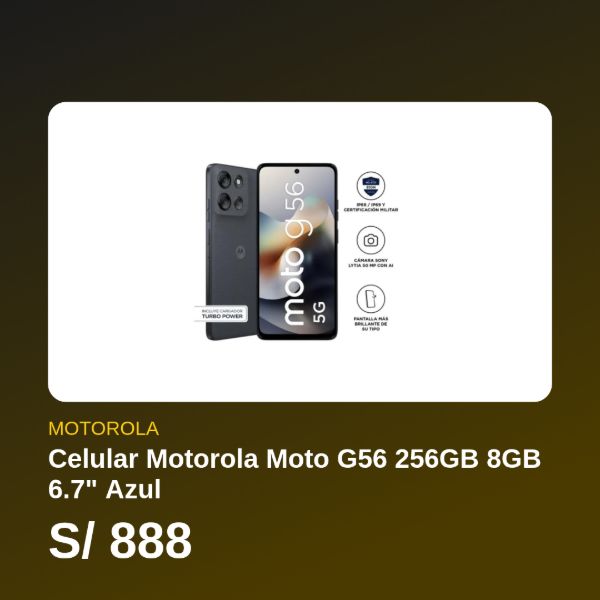 moto g56
5G
INCLUYE CARGADOR
TURBO POWER
IP68 / IP69 Y
CERTIFICACIÓN MILITAR
CÁMARA SONY
LYTIA 50 MP CON AI
PANTALLA MÁS
BRILLANTE DE
SU TIPO
MOTOROLA
Celular Motorola Moto G56 256GB 8GB
6.7" Azul
S/ 888